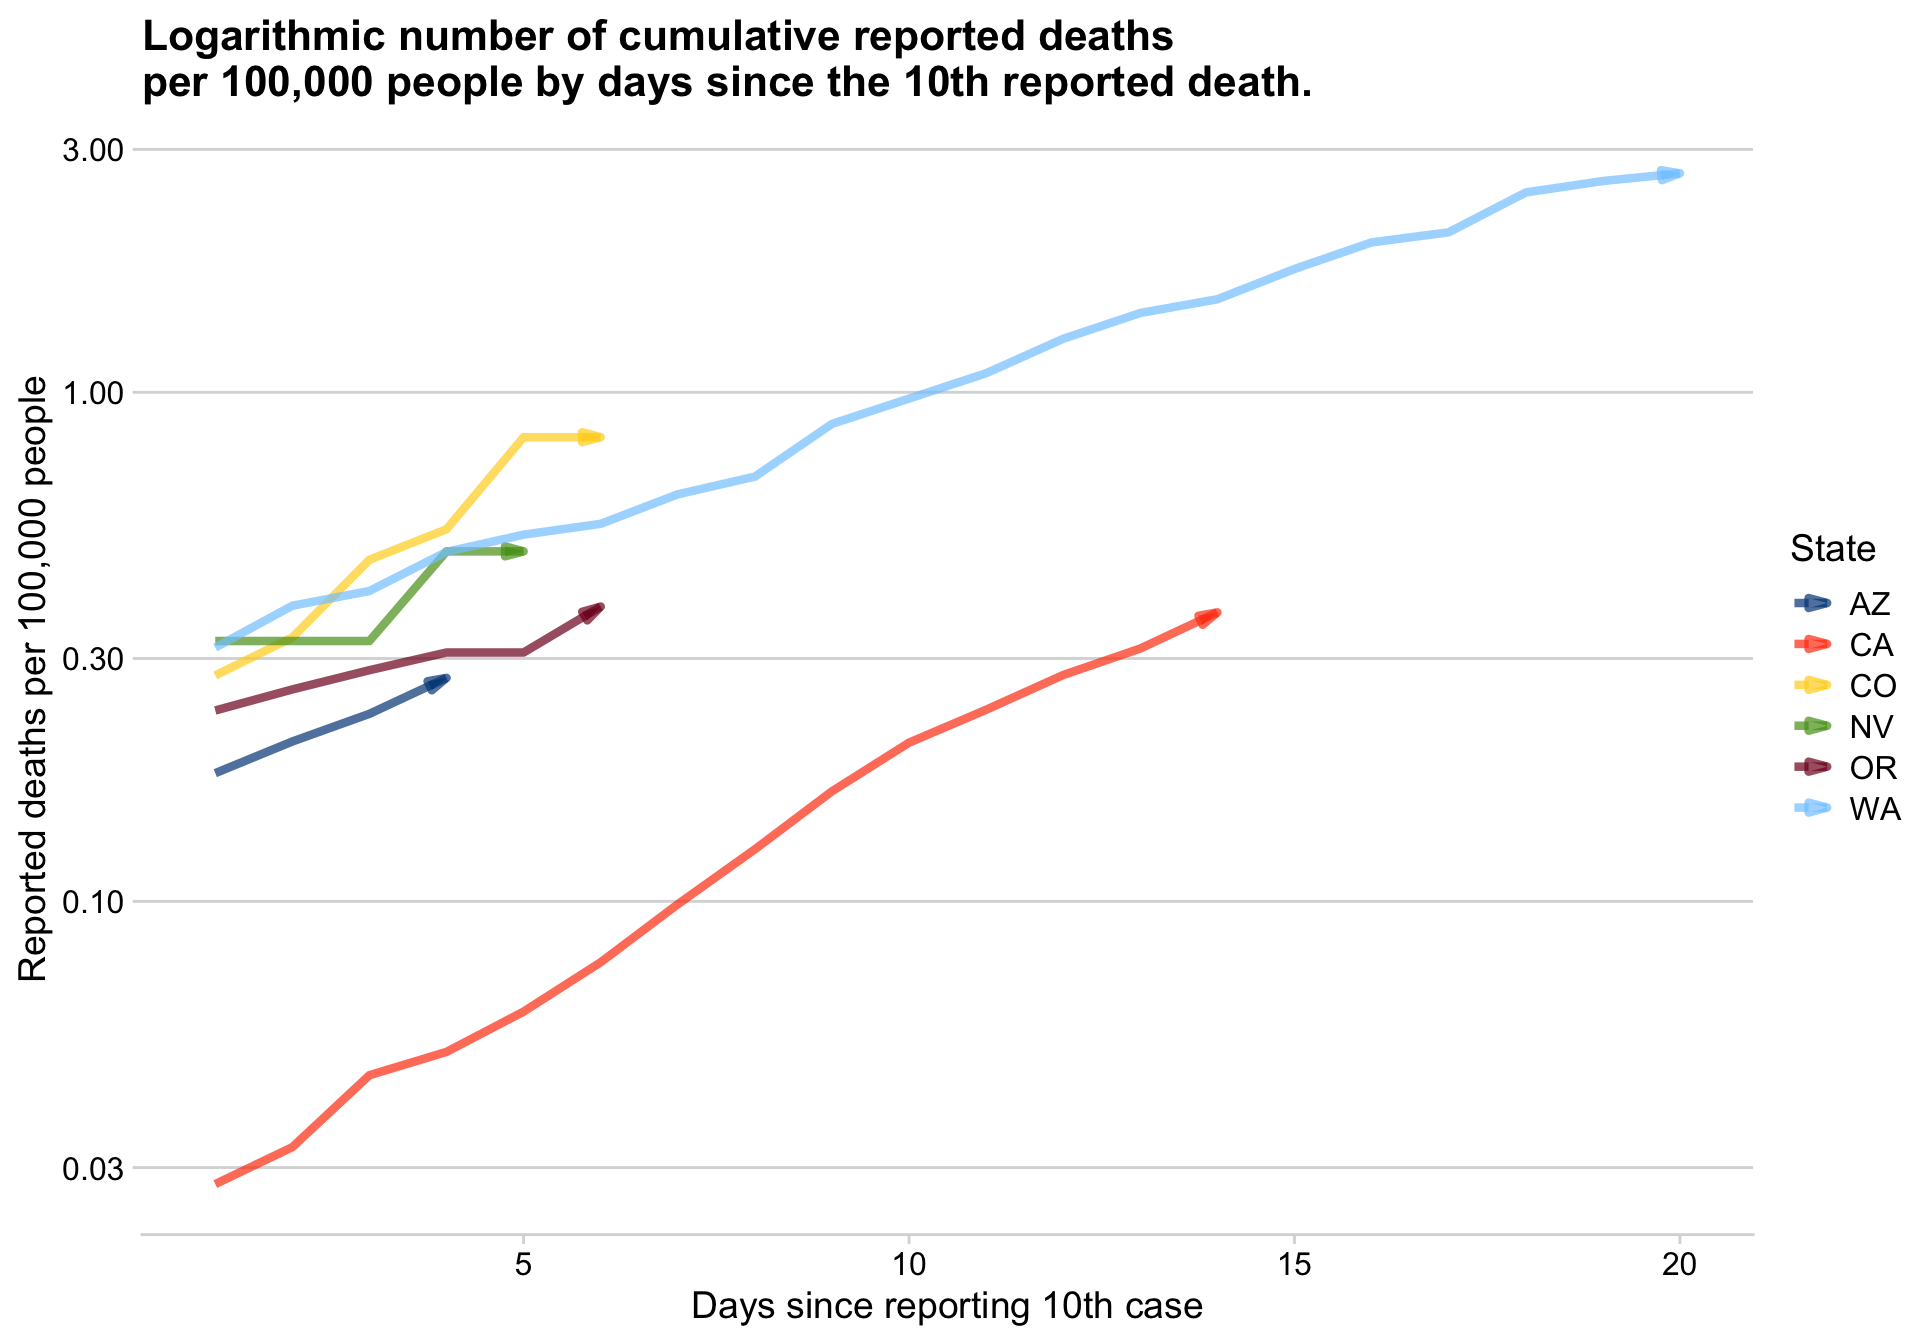 Logarithmic number of cumulative reported deaths
per 100,000 people by days since the 10th reported death.
Reported deaths per 100,000 people
3.00
1.00
0.30
0.10
0.03
5
10
15
20
Days since reporting 10th case
State
AZ
CA
CO
NV
OR
WA